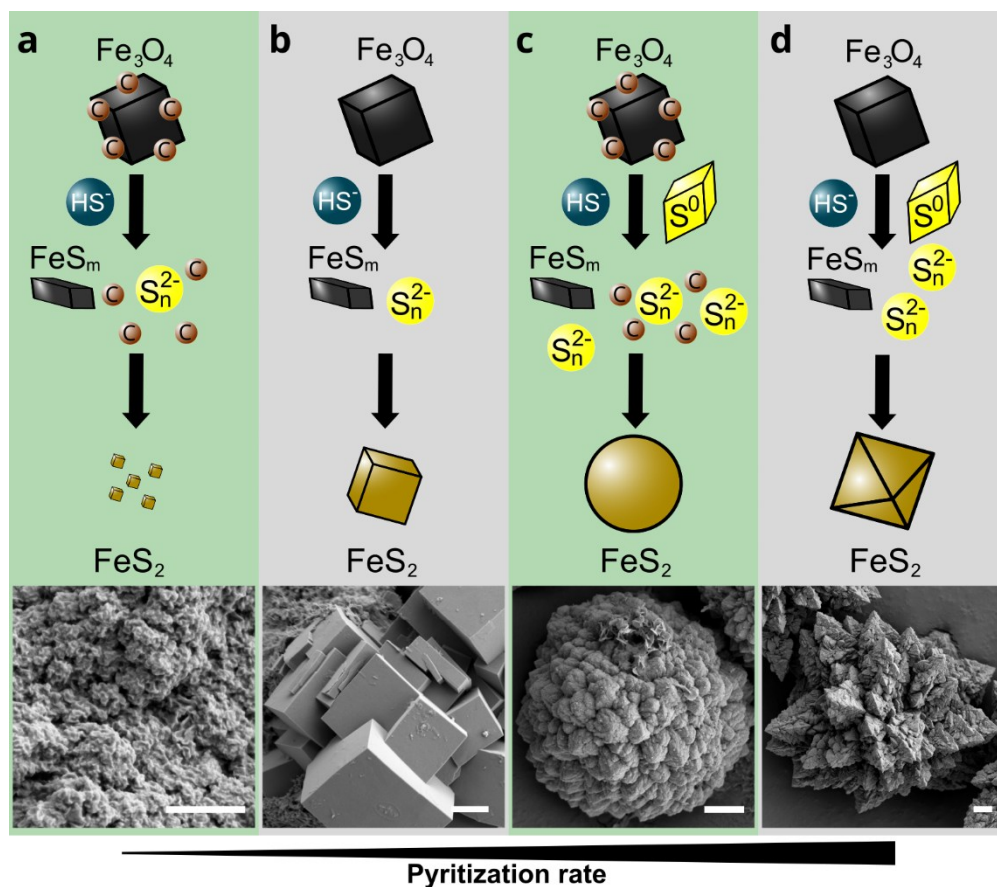 a b c d
Fe₃O₄ Fe₃O₄ Fe₃O₄ Fe₃O₄
C C C C C C C C C C
HS⁻ HS⁻ HS⁻ S⁰ HS⁻ S⁰
FeSₘ FeSₘ FeSₘ FeSₘ
C C C C Sₙ²⁻ Sₙ²⁻ C C C C Sₙ²⁻ Sₙ²⁻ Sₙ²⁻ Sₙ²⁻ Sₙ²⁻
FeS₂ FeS₂ FeS₂ FeS₂
Pyritization rate